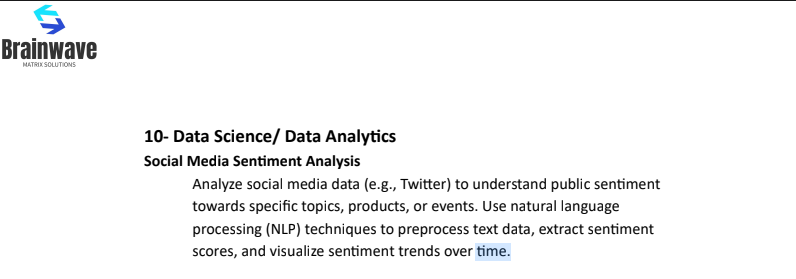 Brainwave
MATRIX SOLUTIONS
10- Data Science/ Data Analytics
Social Media Sentiment Analysis
Analyze social media data (e.g., Twitter) to understand public sentiment
towards specific topics, products, or events. Use natural language
processing (NLP) techniques to preprocess text data, extract sentiment
scores, and visualize sentiment trends over time.